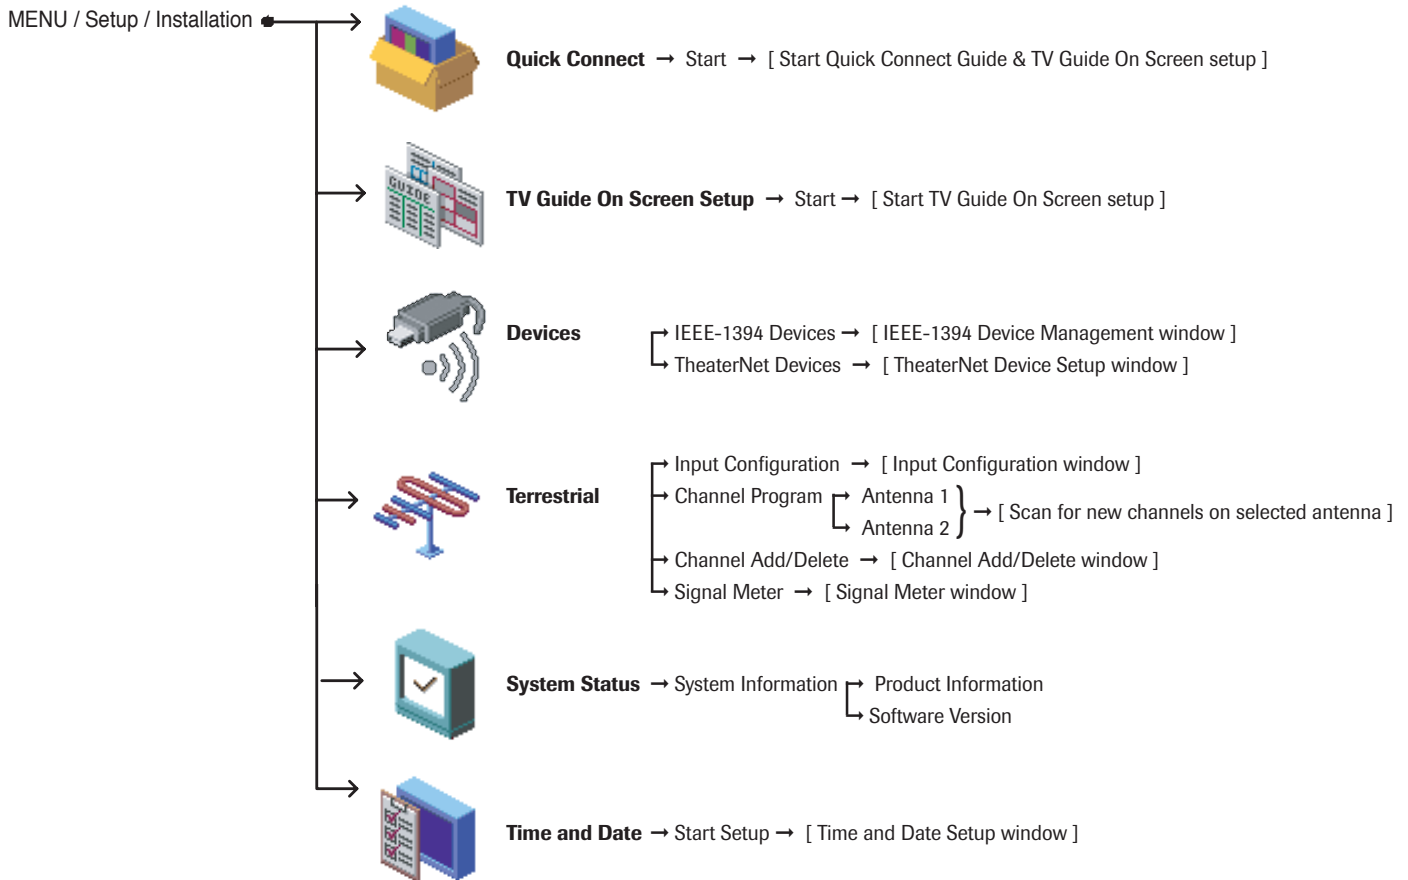 MENU / Setup / Installation
Quick Connect → Start → [ Start Quick Connect Guide & TV Guide On Screen setup ]
GUIDE
TV Guide On Screen Setup → Start → [ Start TV Guide On Screen setup ]
Devices
IEEE-1394 Devices → [ IEEE-1394 Device Management window ]
TheaterNet Devices → [ TheaterNet Device Setup window ]
Terrestrial
Input Configuration → [ Input Configuration window ]
Channel Program → Antenna 1
→ Antenna 2
} → [ Scan for new channels on selected antenna ]
Channel Add/Delete → [ Channel Add/Delete window ]
Signal Meter → [ Signal Meter window ]
System Status → System Information → Product Information
→ Software Version
Time and Date → Start Setup → [ Time and Date Setup window ]